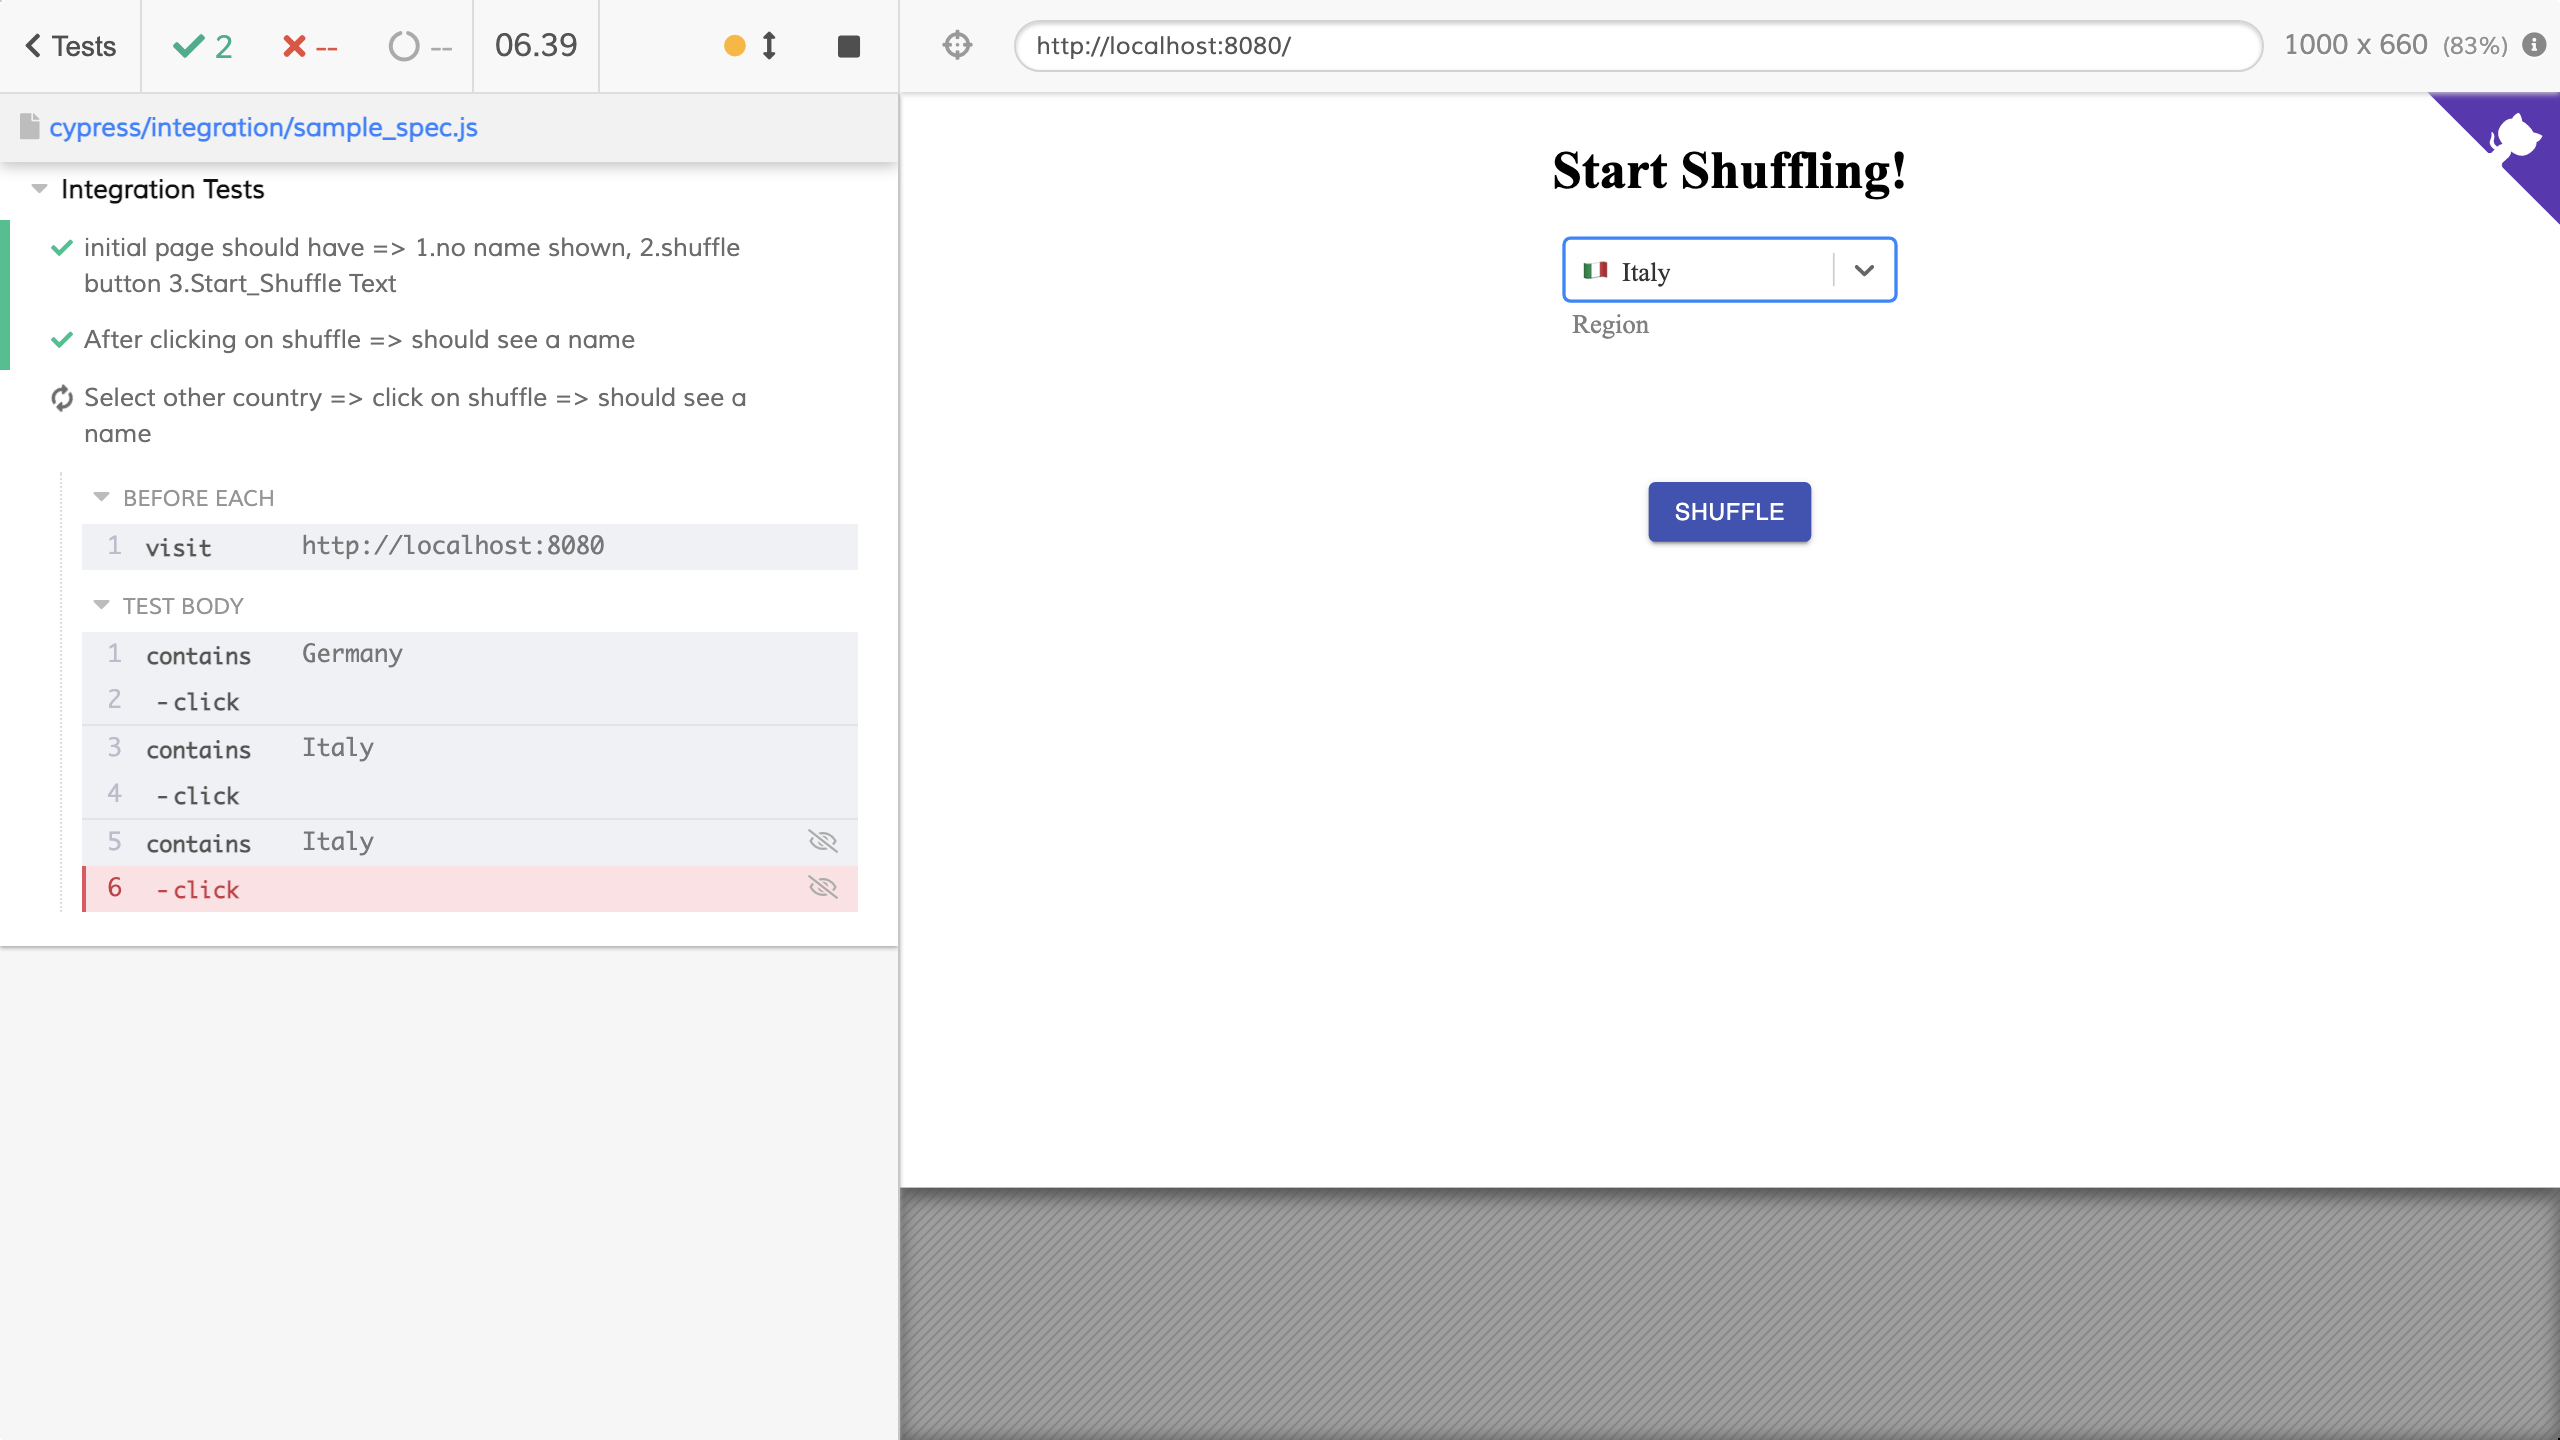 Tests
2
--
--
06.39
http://localhost:8080/
1000 x 660 (83%)
cypress/integration/sample_spec.js
Integration Tests
initial page should have => 1.no name shown, 2.shuffle
button 3.Start_Shuffle Text
After clicking on shuffle => should see a name
Select other country => click on shuffle => should see a
name
BEFORE EACH
1 visit http://localhost:8080
TEST BODY
1 contains Germany
2 -click
3 contains Italy
4 -click
5 contains Italy
6 -click
Start Shuffling!
Italy
Region
SHUFFLE